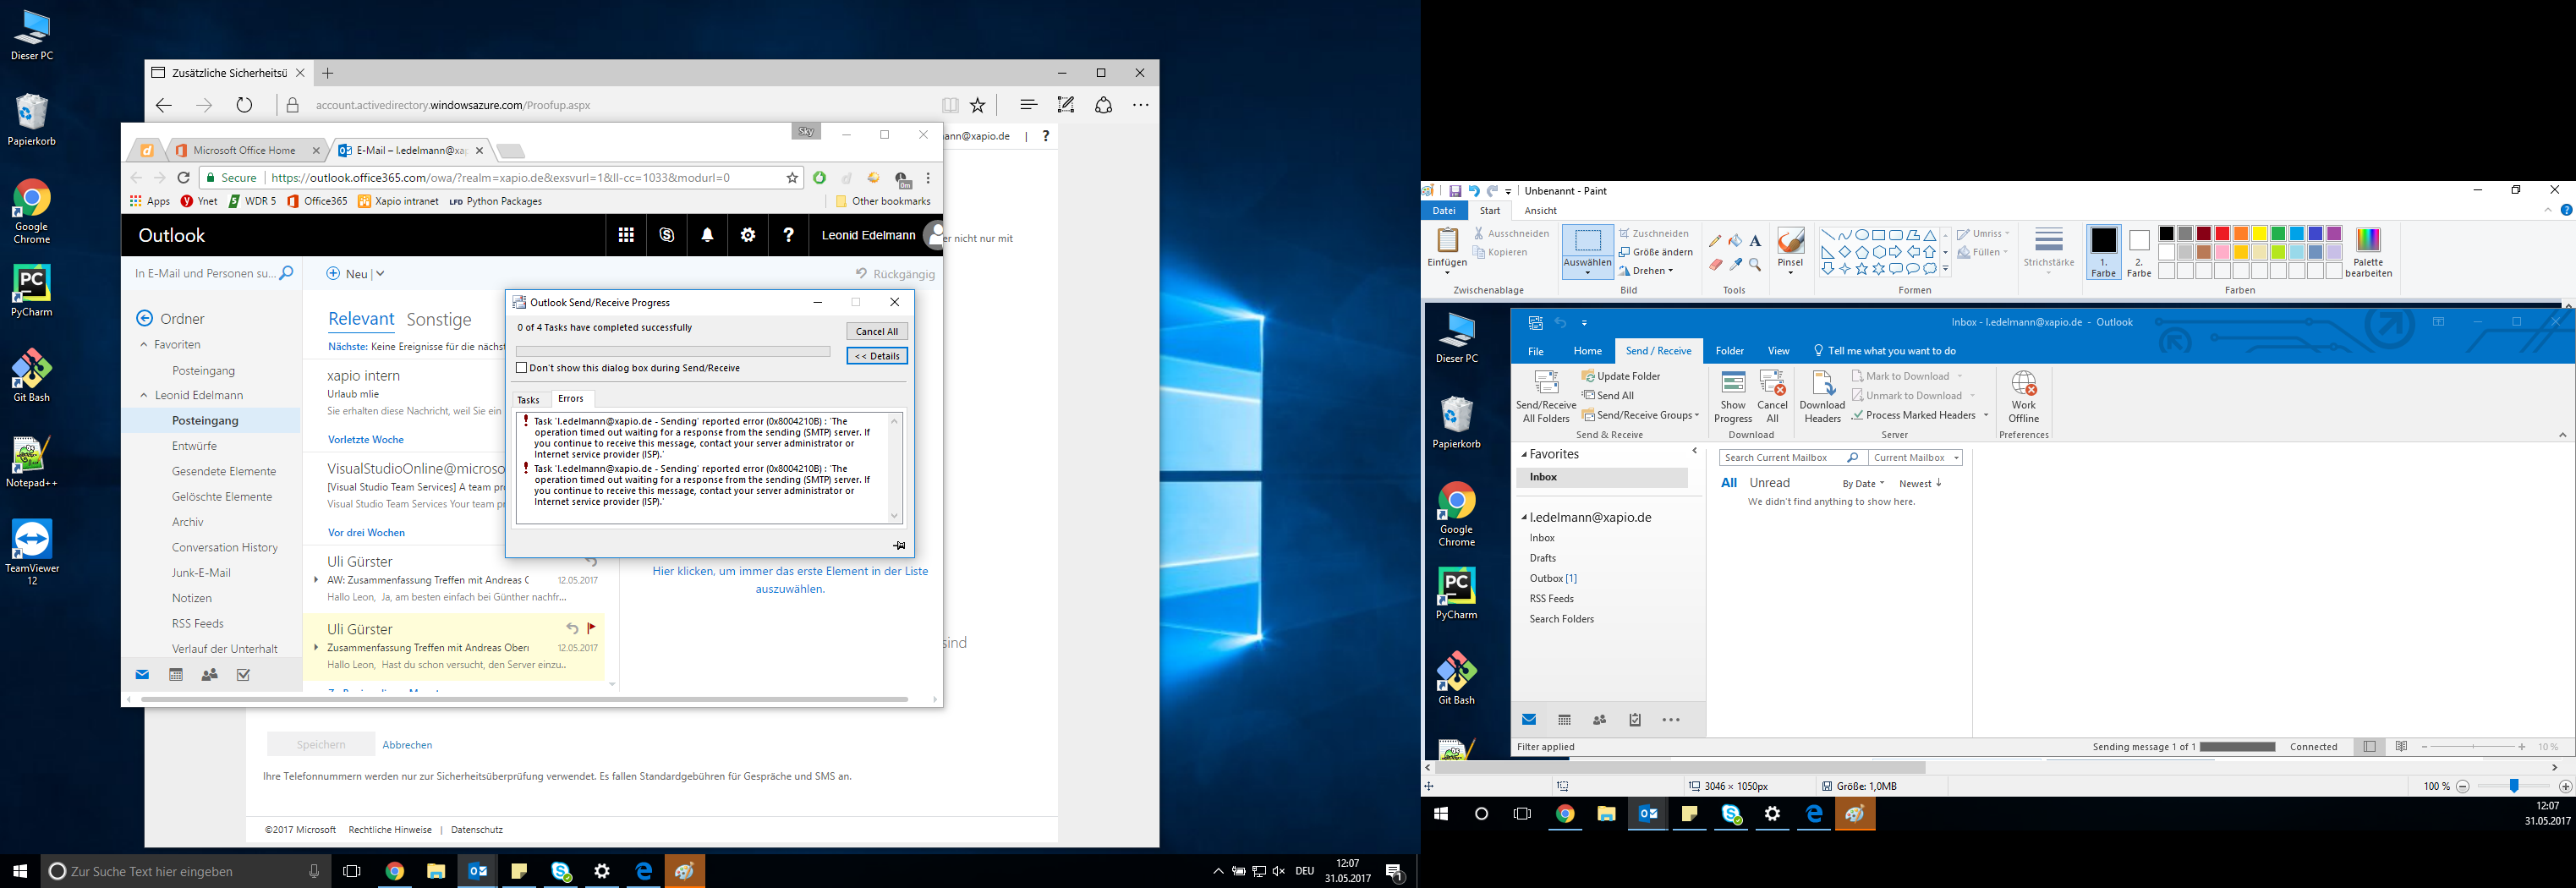 Dieser PC
Papierkorb
Google
Chrome
PyCharm
Git Bash
Notepad++
TeamViewer
12
Zusätzliche Sicherheitsü
account.activedirectory.windowsazure.com/Proofup.aspx
ann@xapio.de | ?
er nicht nur mit
sind
Speichern Abbrechen
Ihre Telefonnummern werden nur zur Sicherheitsüberprüfung verwendet. Es fallen Standardgebühren für Gespräche und SMS an.
©2017 Microsoft Rechtliche Hinweise | Datenschutz
Sky
Microsoft Office Home
E-Mail – l.edelmann@xap
Secure | https://outlook.office365.com/owa/?realm=xapio.de&exsvurl=1&ll-cc=1033&modurl=0
0m
Apps Ynet WDR 5 Office365 Xapio intranet LFD Python Packages Other bookmarks
Outlook
Leonid Edelmann
In E-Mail und Personen su...
Neu |
Rückgängig
Ordner
Favoriten
Posteingang
Leonid Edelmann
Posteingang
Entwürfe
Gesendete Elemente
Gelöschte Elemente
Archiv
Conversation History
Junk-E-Mail
Notizen
RSS Feeds
Verlauf der Unterhalt
Relevant Sonstige
Nächste: Keine Ereignisse für die nächst
xapio intern
Urlaub mlie
Sie erhalten diese Nachricht, weil Sie ein
Vorletzte Woche
VisualStudioOnline@microso
[Visual Studio Team Services] A team pro
Visual Studio Team Services Your team pr
Vor drei Wochen
Uli Gürster
AW: Zusammenfassung Treffen mit Andreas C 12.05.2017
Hallo Leon, Ja, am besten einfach bei Günther nachfr...
Uli Gürster
Zusammenfassung Treffen mit Andreas Oberr 12.05.2017
Hallo Leon, Hast du schon versucht, den Server einzu..
Hier klicken, um immer das erste Element in der Liste
auszuwählen.
Outlook Send/Receive Progress
0 of 4 Tasks have completed successfully
Cancel All
<< Details
Don't show this dialog box during Send/Receive
Tasks Errors
Task 'l.edelmann@xapio.de - Sending' reported error (0x8004210B) : 'The
operation timed out waiting for a response from the sending (SMTP) server. If
you continue to receive this message, contact your server administrator or
Internet service provider (ISP).'
Task 'l.edelmann@xapio.de - Sending' reported error (0x8004210B) : 'The
operation timed out waiting for a response from the sending (SMTP) server. If
you continue to receive this message, contact your server administrator or
Internet service provider (ISP).'
Zur Suche Text hier eingeben
DEU
12:07
31.05.2017
1
Unbenannt - Paint
Datei Start Ansicht
Einfügen
Ausschneiden
Kopieren
Zwischenablage
Auswählen
Zuschneiden
Größe ändern
Drehen
Bild
Tools
Pinsel
Formen
Umriss
Füllen
Strichstärke
1.
Farbe
2.
Farbe
Palette
bearbeiten
Farben
Dieser PC
Papierkorb
Google
Chrome
PyCharm
Git Bash
Inbox - l.edelmann@xapio.de - Outlook
File Home Send / Receive Folder View Tell me what you want to do
Send/Receive
All Folders
Update Folder
Send All
Send/Receive Groups
Send & Receive
Show
Progress
Cancel
All
Download
Download
Headers
Mark to Download
Unmark to Download
Process Marked Headers
Server
Work
Offline
Preferences
Favorites
Inbox
l.edelmann@xapio.de
Inbox
Drafts
Outbox [1]
RSS Feeds
Search Folders
Search Current Mailbox Current Mailbox
All Unread By Date Newest
We didn't find anything to show here.
Filter applied
Sending message 1 of 1 Connected 10 %
3046 × 1050px
Größe: 1,0MB
100 %
12:07
31.05.2017